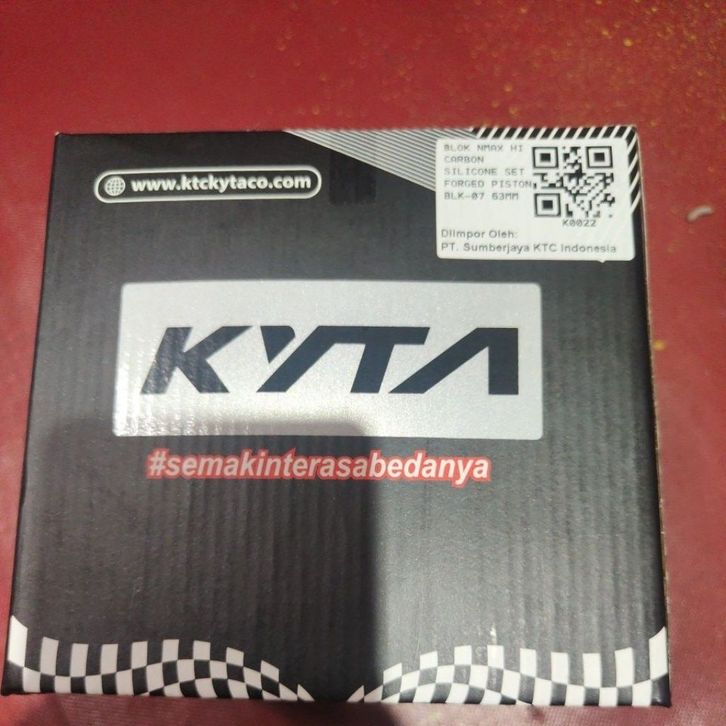 www.ktckytaco.com
BLOK NMAX HI
CARBON
SILICONE SET
FORGED PISTON
BLK-07 63MM
K0022
DiImpor Oleh:
PT. Sumberjaya KTC Indonesia
KYTA
#semakinterasabedanya